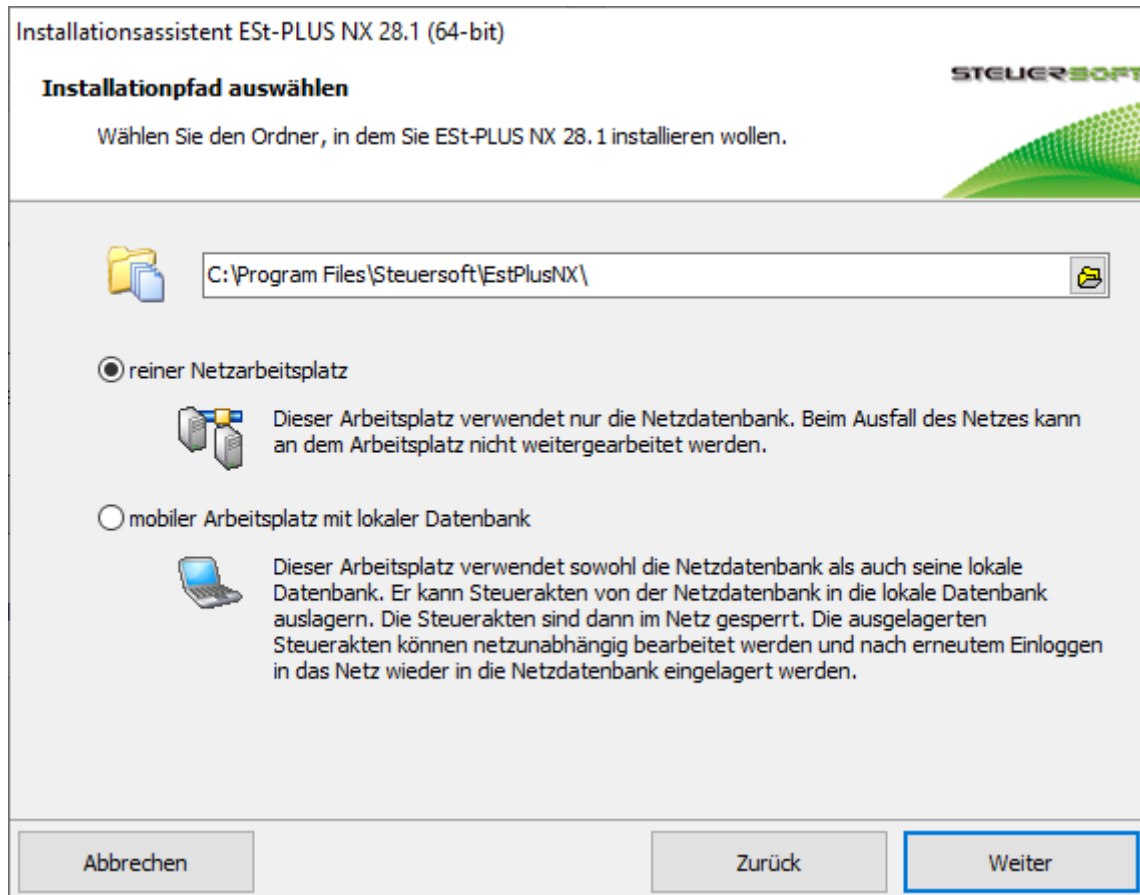 Installationsassistent ESt-PLUS NX 28.1 (64-bit)
STEUERSOFT
Installationpfad auswählen
Wählen Sie den Ordner, in dem Sie ESt-PLUS NX 28.1 installieren wollen.
C:\Program Files\Steuersoft\EstPlusNX\
reiner Netzarbeitsplatz
Dieser Arbeitsplatz verwendet nur die Netzdatenbank. Beim Ausfall des Netzes kann
an dem Arbeitsplatz nicht weitergearbeitet werden.
mobiler Arbeitsplatz mit lokaler Datenbank
Dieser Arbeitsplatz verwendet sowohl die Netzdatenbank als auch seine lokale
Datenbank. Er kann Steuerakten von der Netzdatenbank in die lokale Datenbank
auslagern. Die Steuerakten sind dann im Netz gesperrt. Die ausgelagerten
Steuerakten können netzunabhängig bearbeitet werden und nach erneutem Einloggen
in das Netz wieder in die Netzdatenbank eingelagert werden.
Abbrechen
Zurück
Weiter